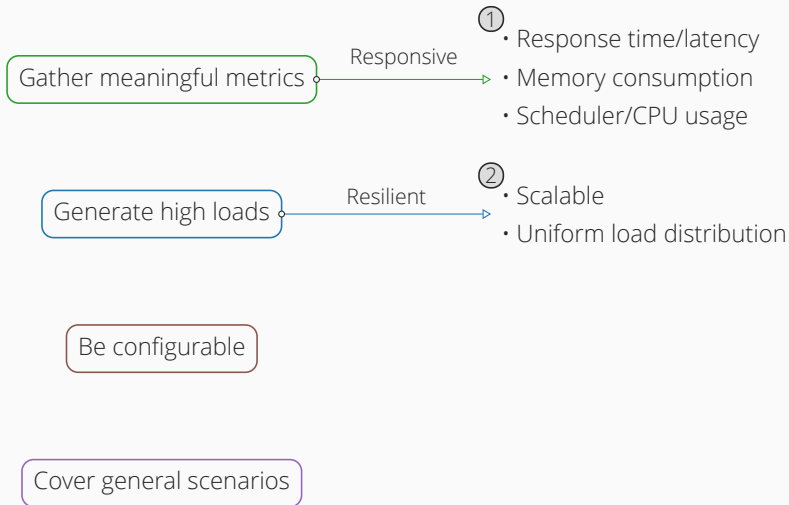 Gather meaningful metrics
Responsive
1
• Response time/latency
• Memory consumption
• Scheduler/CPU usage
Generate high loads
Resilient
2
• Scalable
• Uniform load distribution
Be configurable
Cover general scenarios